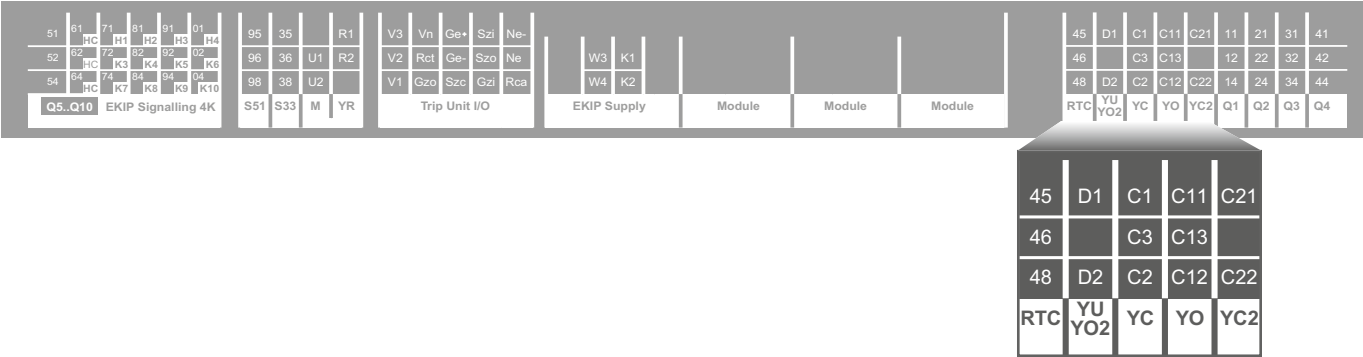 61 71 81 91 01
51 HC H1 H2 H3 H4
95 35 R1
V3 Vn Ge+ Szi Ne-
45 D1 C1 C11 C21 11 21 31 41
62 72 82 92 02
52 HC K3 K4 K5 K6
96 36 U1 R2
V2 Rct Ge- Szo Ne
W3 K1
46 C3 C13 12 22 32 42
64 74 84 94 04
54 HC K7 K8 K9 K10
98 38 U2
V1 Gzo Szc Gzi Rca
W4 K2
48 D2 C2 C12 C22 14 24 34 44
Q5..Q10 EKIP Signalling 4K
S51 S33 M YR
Trip Unit I/O
EKIP Supply
Module
Module
Module
RTC YU YO2 YC YO YC2 Q1 Q2 Q3 Q4
45 D1 C1 C11 C21
46 C3 C13
48 D2 C2 C12 C22
RTC YU YO2 YC YO YC2